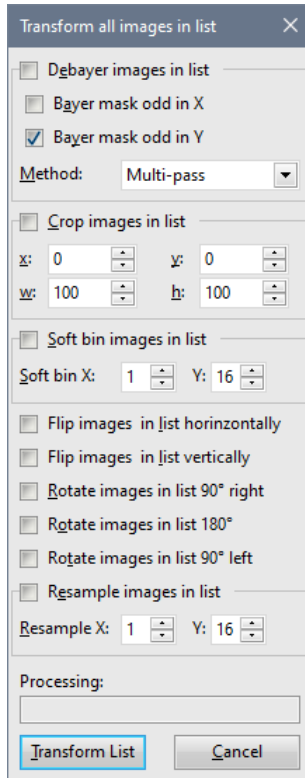 Transform all images in list
Debayer images in list
Bayer mask odd in X
Bayer mask odd in Y
Method: Multi-pass
Crop images in list
x: 0 y: 0
w: 100 h: 100
Soft bin images in list
Soft bin X: 1 Y: 16
Flip images in list horinzontally
Flip images in list vertically
Rotate images in list 90° right
Rotate images in list 180°
Rotate images in list 90° left
Resample images in list
Resample X: 1 Y: 16
Processing:
Transform List Cancel